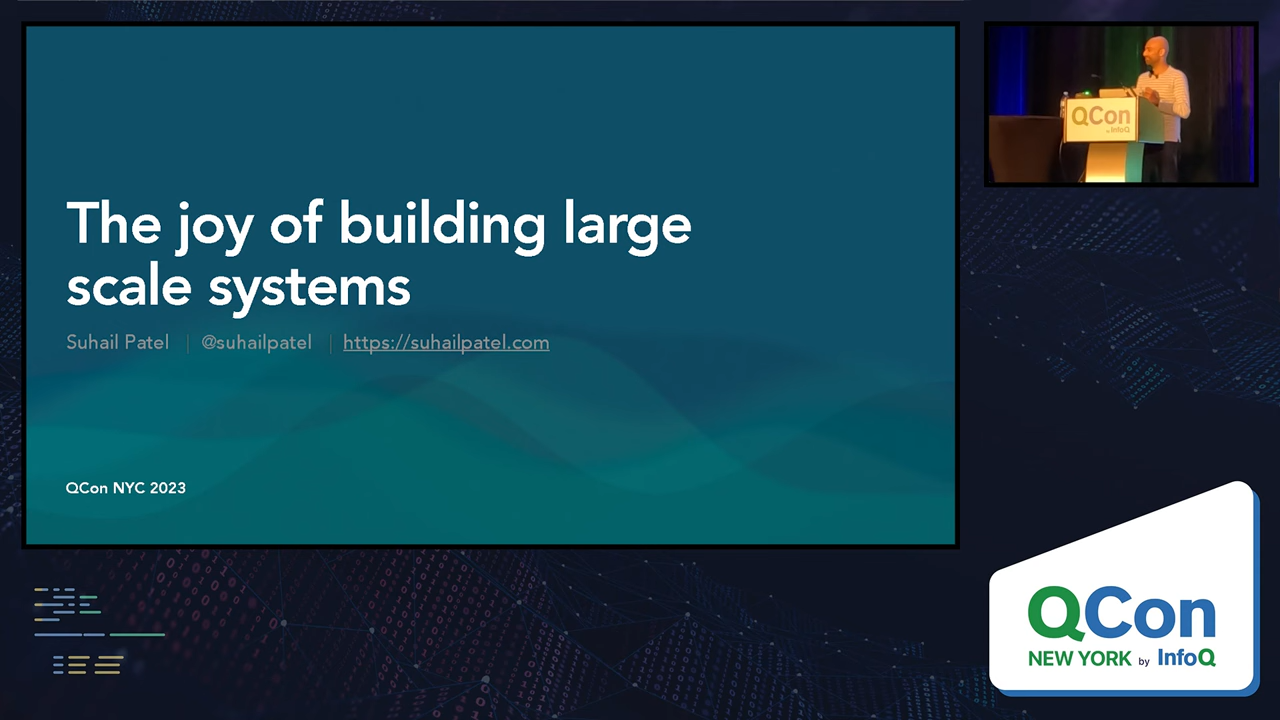 The joy of building large
scale systems
Suhail Patel | @suhailpatel | https://suhailpatel.com
QCon NYC 2023
QCon
by InfoQ
QCon
NEW YORK by InfoQ